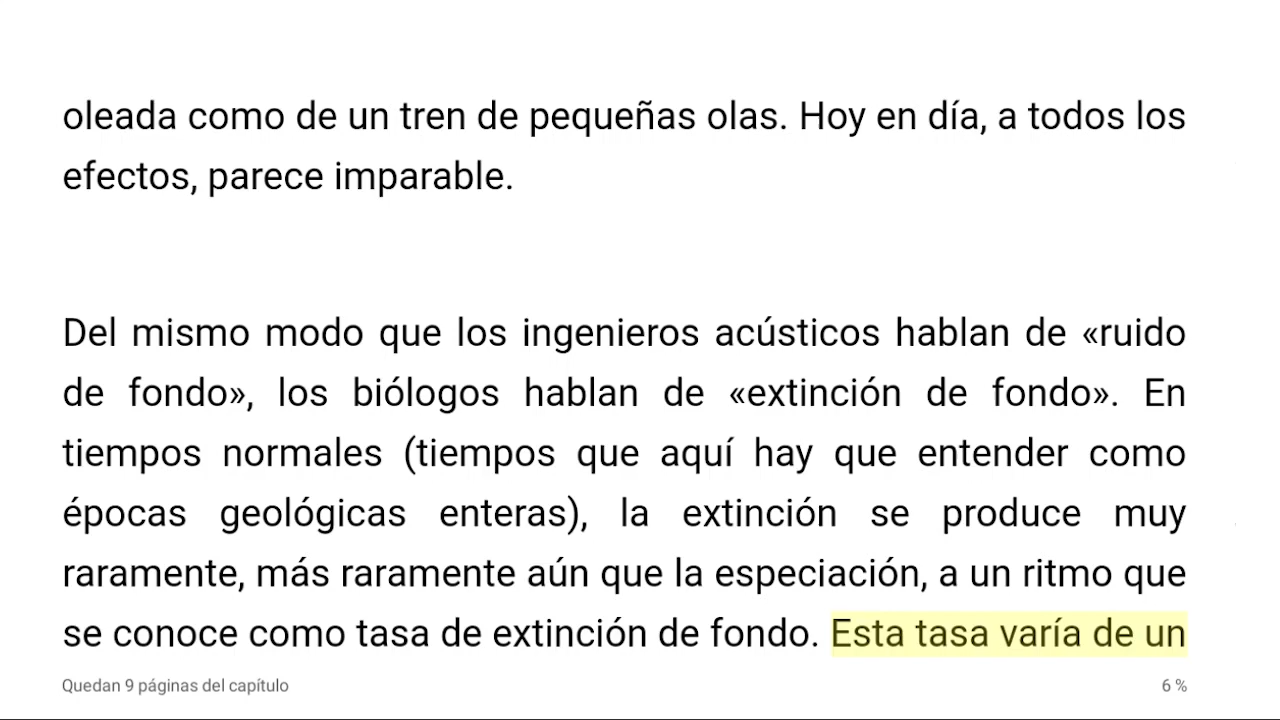 oleada como de un tren de pequeñas olas. Hoy en día, a todos los
efectos, parece imparable.
Del mismo modo que los ingenieros acústicos hablan de «ruido
de fondo», los biólogos hablan de «extinción de fondo». En
tiempos normales (tiempos que aquí hay que entender como
épocas geológicas enteras), la extinción se produce muy
raramente, más raramente aún que la especiación, a un ritmo que
se conoce como tasa de extinción de fondo. Esta tasa varía de un
Quedan 9 páginas del capítulo
6 %